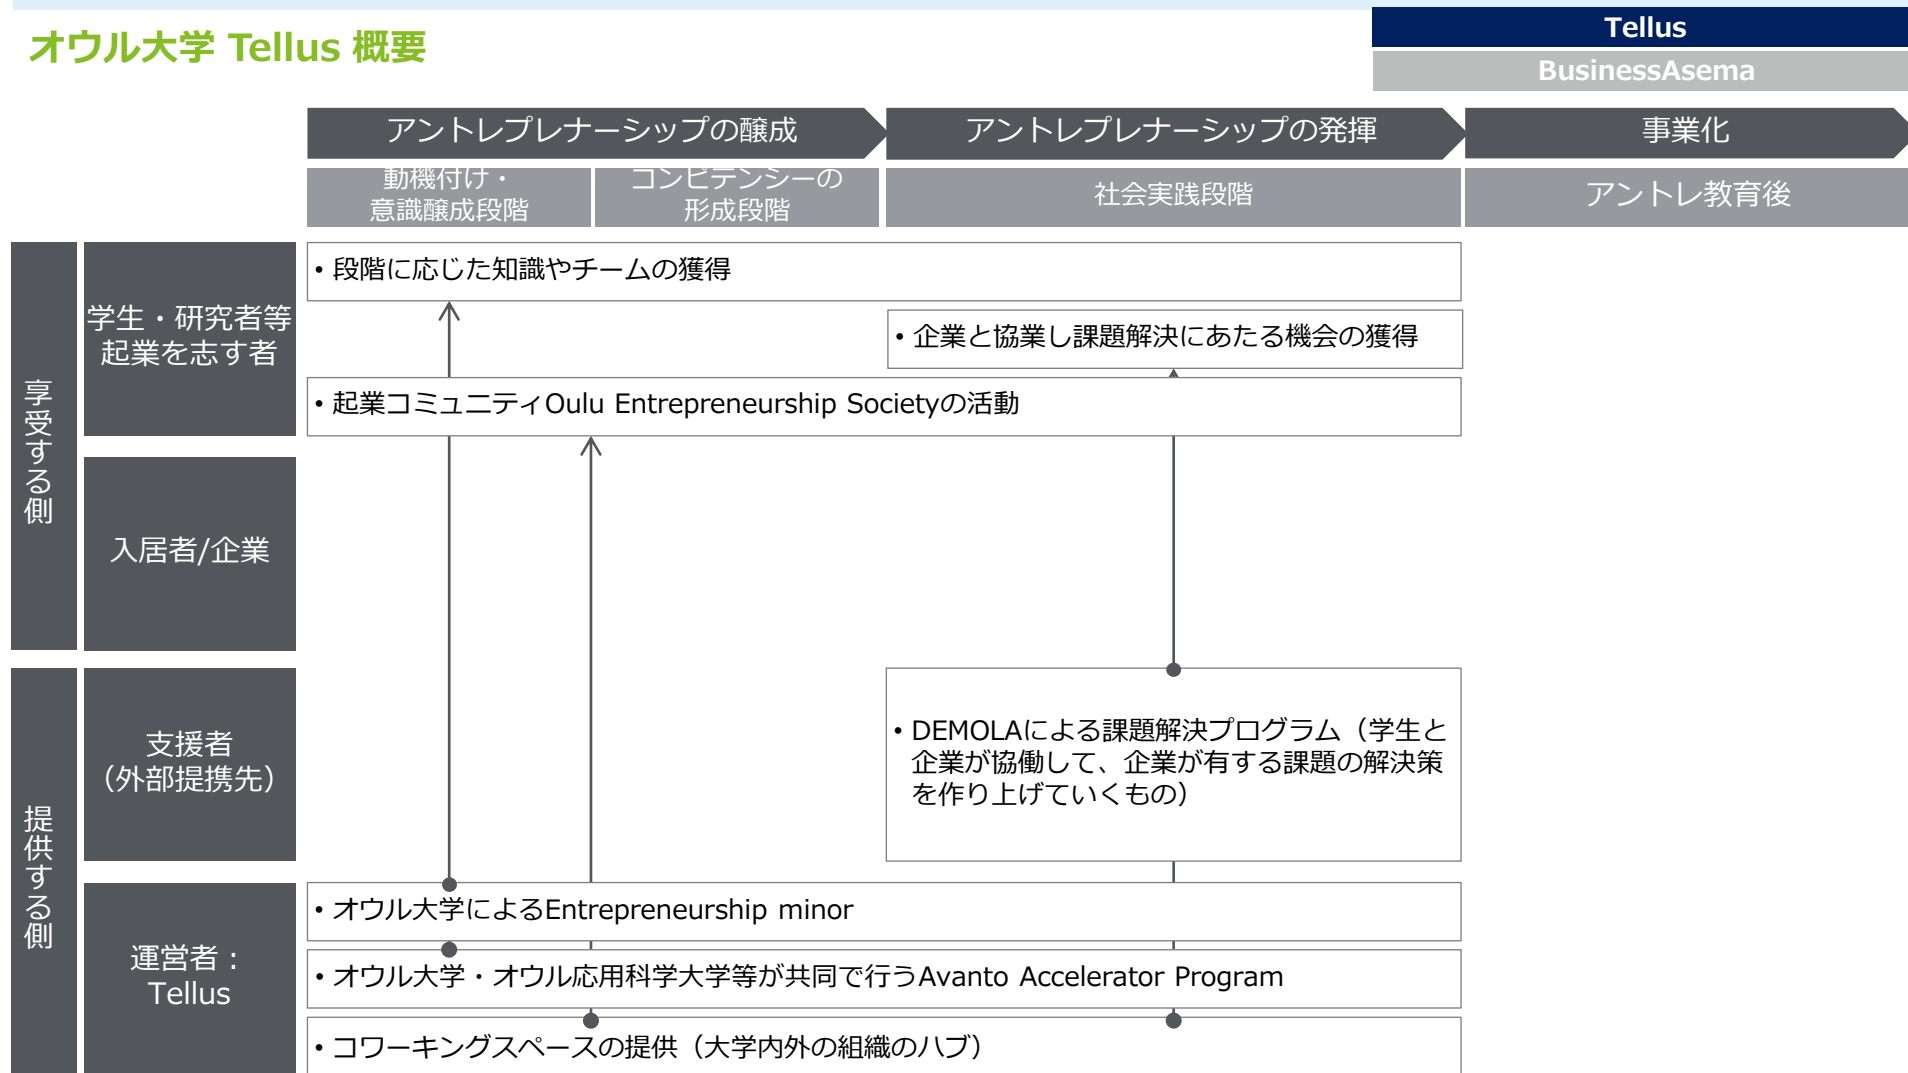 オウル大学 Tellus 概要
Tellus
BusinessAsema
アントレプレナーシップの醸成
アントレプレナーシップの発揮
事業化
動機付け・
意識醸成段階
コンピテンシーの
形成段階
社会実践段階
アントレ教育後
享受する側
学生・研究者等
起業を志す者
• 段階に応じた知識やチームの獲得
• 企業と協業し課題解決にあたる機会の獲得
• 起業コミュニティOulu Entrepreneurship Societyの活動
入居者/企業
提供する側
支援者
（外部提携先）
• DEMOLAによる課題解決プログラム（学生と
企業が協働して、企業が有する課題の解決策
を作り上げていくもの）
運営者：
Tellus
• オウル大学によるEntrepreneurship minor
• オウル大学・オウル応用科学大学等が共同で行うAvanto Accelerator Program
• コワーキングスペースの提供（大学内外の組織のハブ）